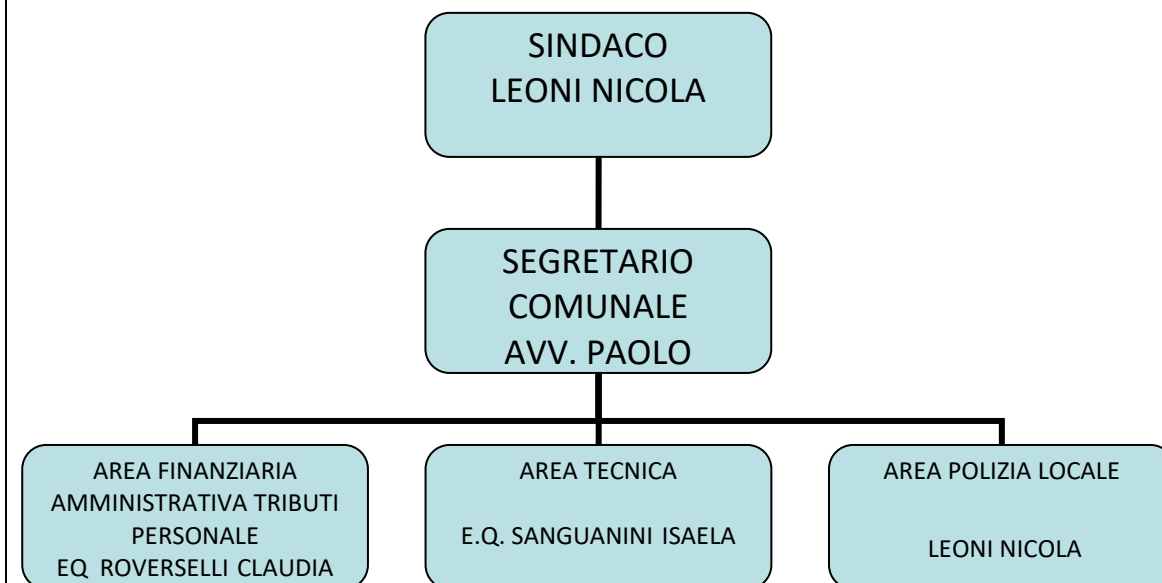 SINDACO
LEONI NICOLA
SEGRETARIO
COMUNALE
AVV. PAOLO
AREA FINANZIARIA
AMMINISTRATIVA TRIBUTI
PERSONALE
EQ ROVERSELLI CLAUDIA
AREA TECNICA
E.Q. SANGUANINI ISAELA
AREA POLIZIA LOCALE
LEONI NICOLA